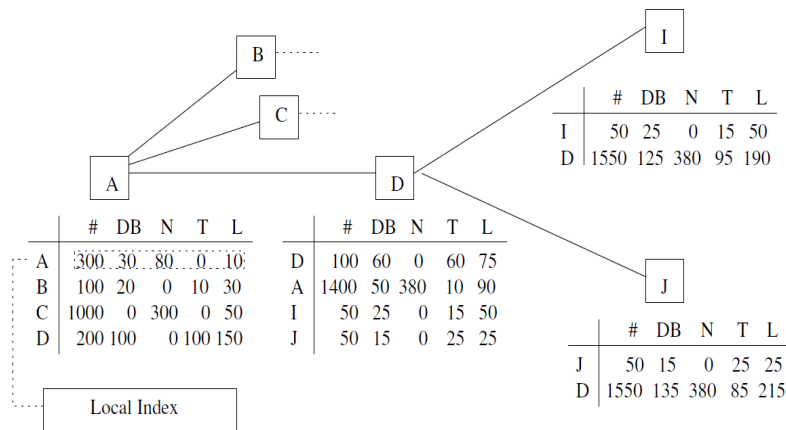 B
C
A
D
I
J
# DB N T L
A 300 30 80 0 10
B 100 20 0 10 30
C 1000 0 300 0 50
D 200 100 0 100 150
Local Index
# DB N T L
D 100 60 0 60 75
A 1400 50 380 10 90
I 50 25 0 15 50
J 50 15 0 25 25
# DB N T L
I 50 25 0 15 50
D 1550 125 380 95 190
# DB N T L
J 50 15 0 25 25
D 1550 135 380 85 215